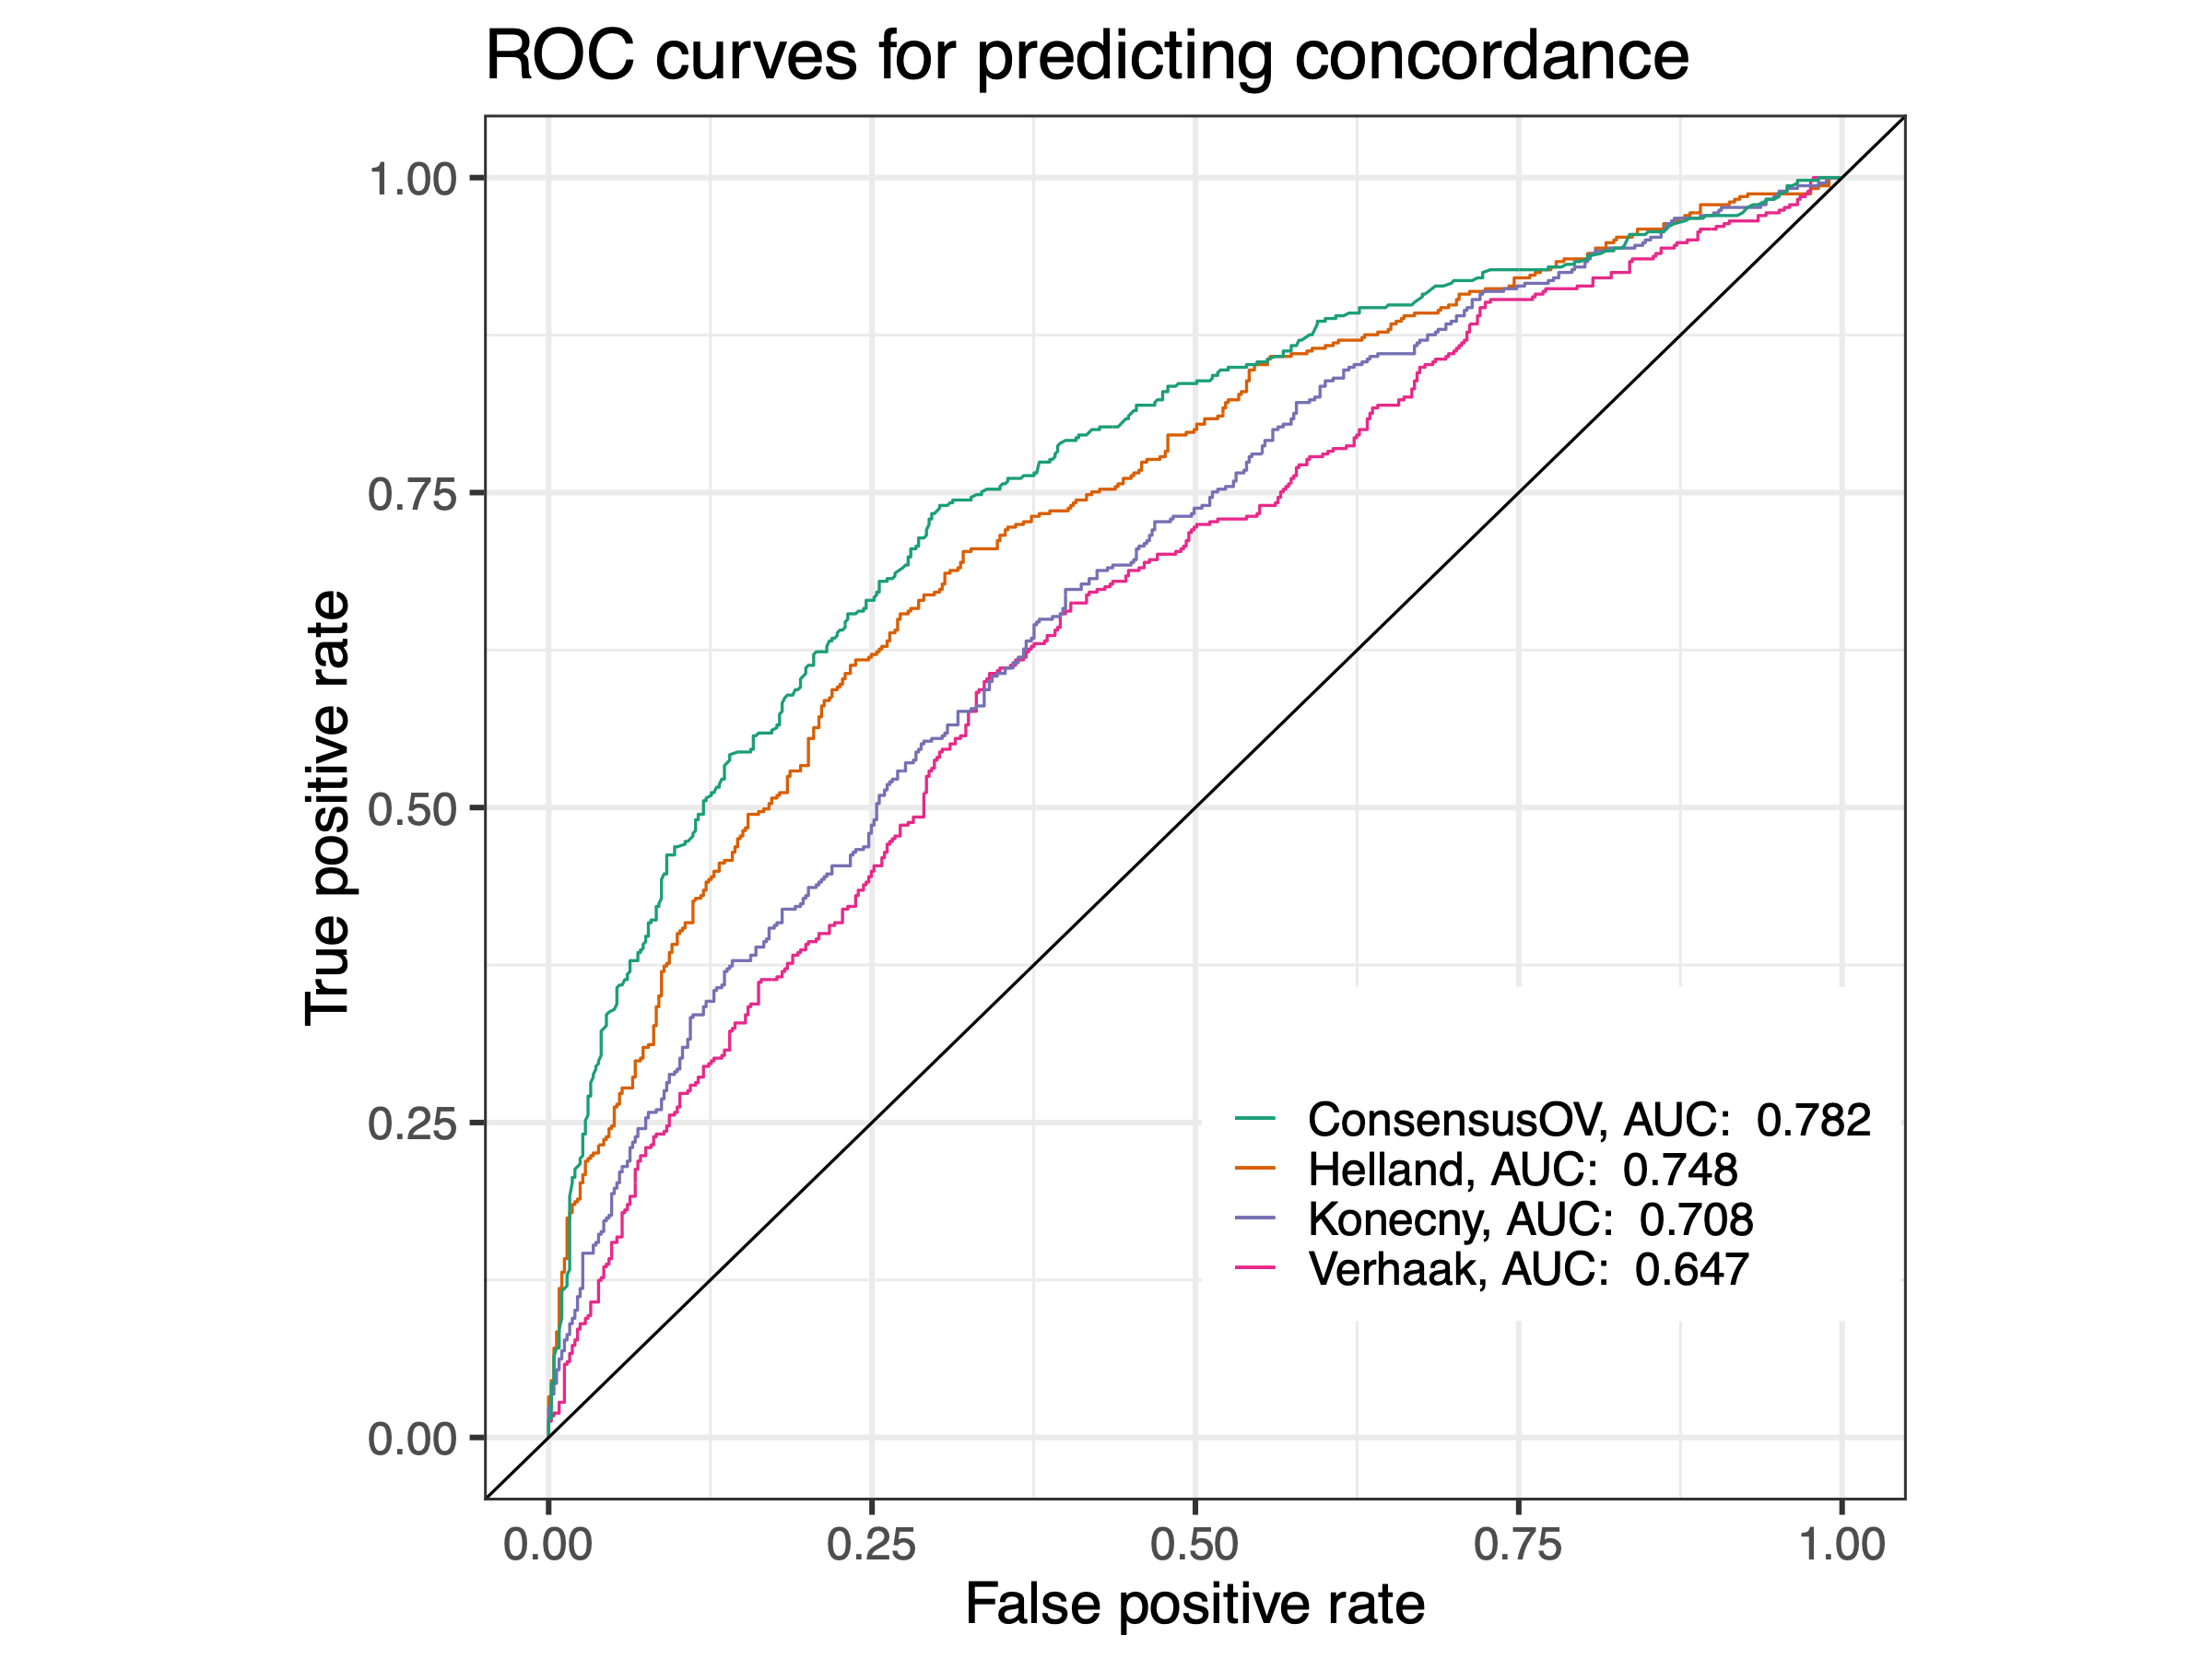 ROC curves for predicting concordance
1.00
0.75
0.50
0.25
0.00
True positive rate
ConsensusOV, AUC: 0.782
Helland, AUC: 0.748
Konecny, AUC: 0.708
Verhaak, AUC: 0.647
0.00 0.25 0.50 0.75 1.00
False positive rate